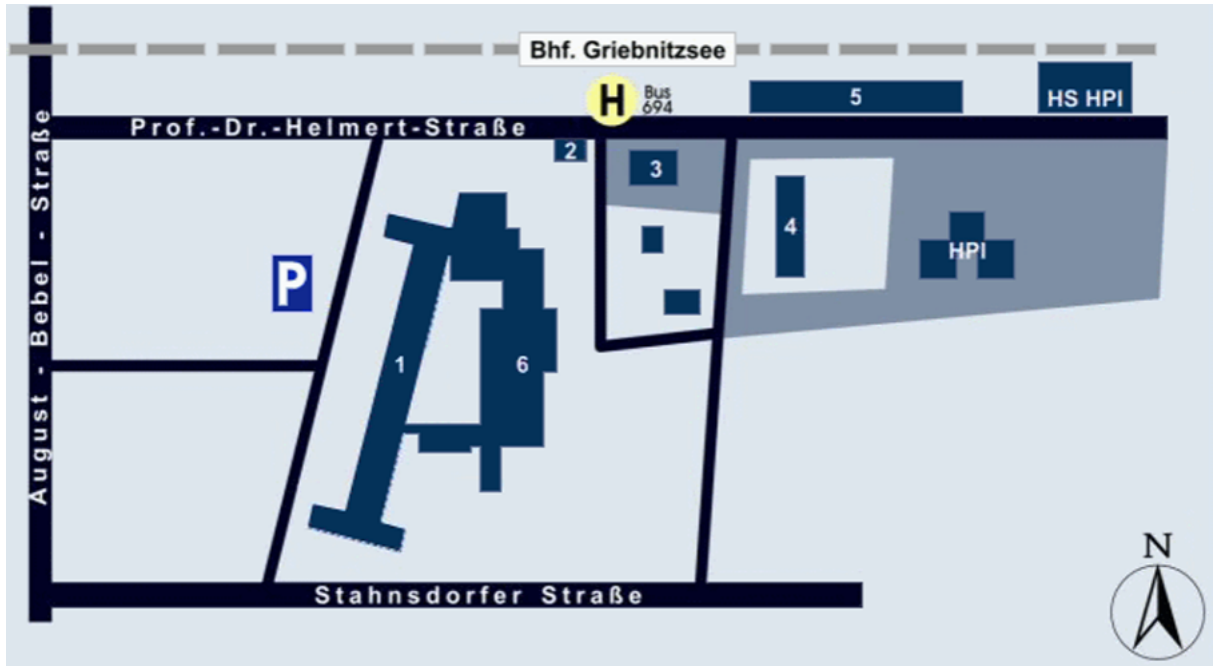 Bhf. Griebnitzsee
H
Bus
694
5
HS HPI
Prof.-Dr.-Helmert-Straße
2
3
4
HPI
P
1
6
August - Bebel - Straße
Stahnsdorfer Straße
N